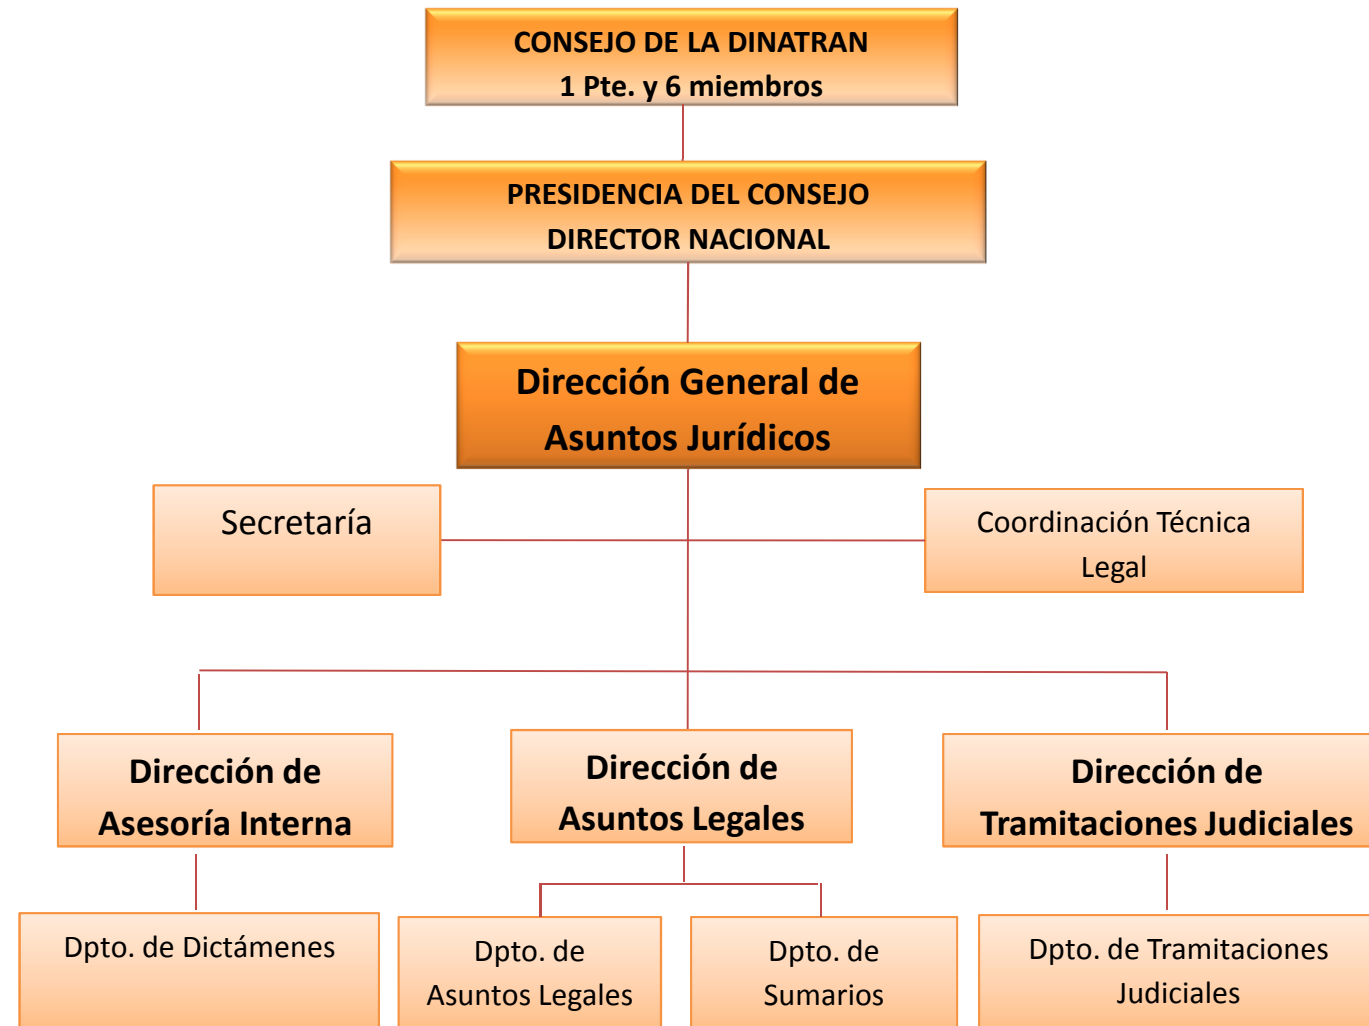 CONSEJO DE LA DINATRAN
1 Pte. y 6 miembros
PRESIDENCIA DEL CONSEJO
DIRECTOR NACIONAL
Dirección General de
Asuntos Jurídicos
Secretaría
Coordinación Técnica
Legal
Dirección de
Asesoría Interna
Dirección de
Asuntos Legales
Dirección de
Tramitaciones Judiciales
Dpto. de Dictámenes
Dpto. de
Asuntos Legales
Dpto. de
Sumarios
Dpto. de Tramitaciones
Judiciales